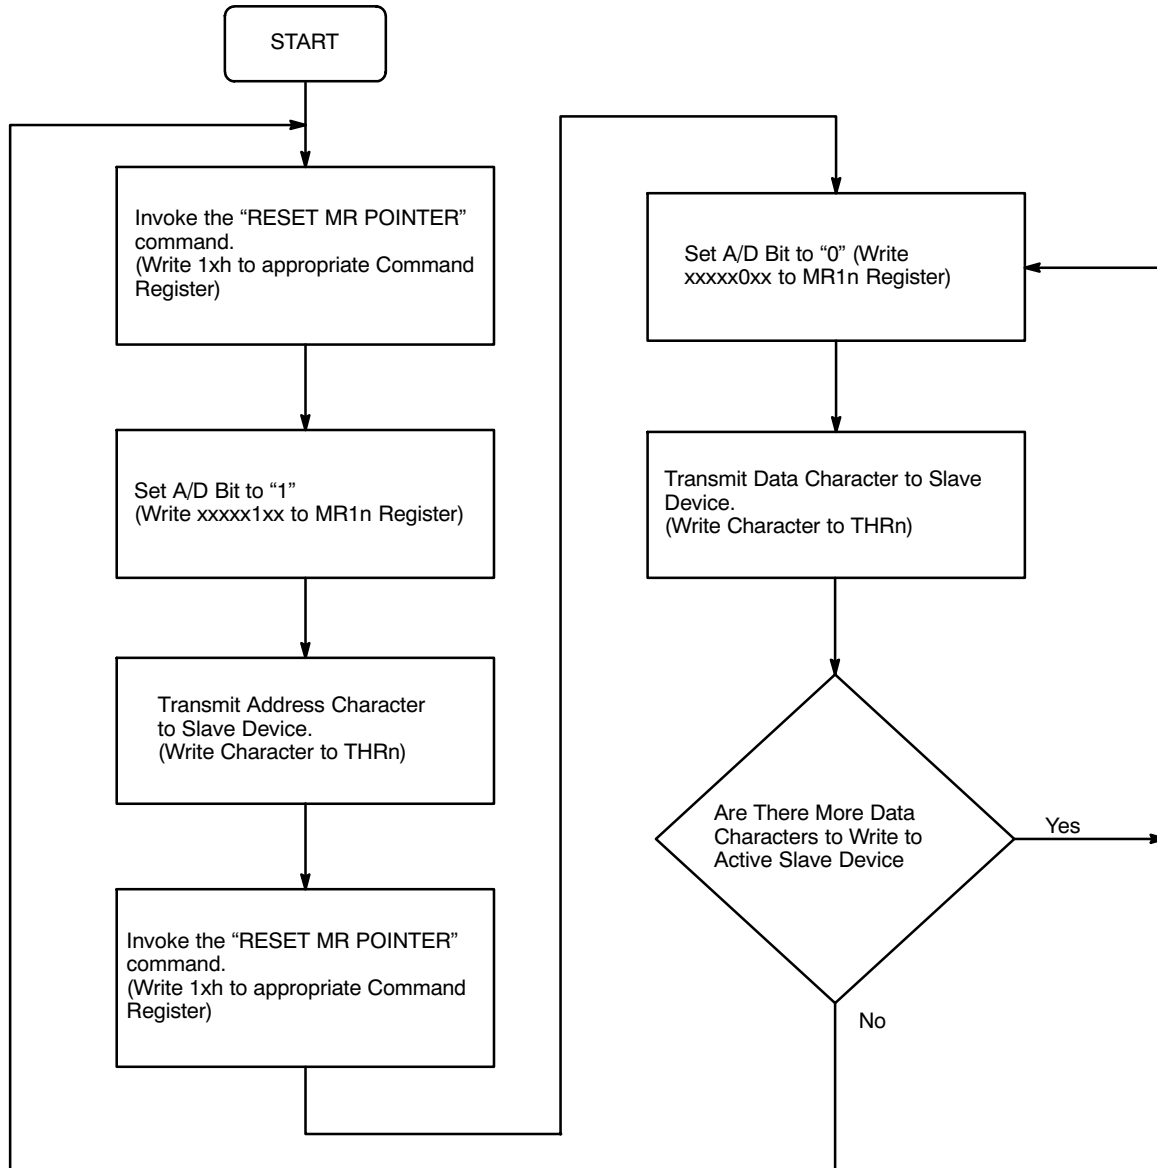 START
Invoke the “RESET MR POINTER”
command.
(Write 1xh to appropriate Command
Register)
Set A/D Bit to “1”
(Write xxxxx1xx to MR1n Register)
Transmit Address Character
to Slave Device.
(Write Character to THRn)
Invoke the “RESET MR POINTER”
command.
(Write 1xh to appropriate Command
Register)
Set A/D Bit to “0” (Write
xxxxx0xx to MR1n Register)
Transmit Data Character to Slave
Device.
(Write Character to THRn)
Are There More Data
Characters to Write to
Active Slave Device
Yes
No